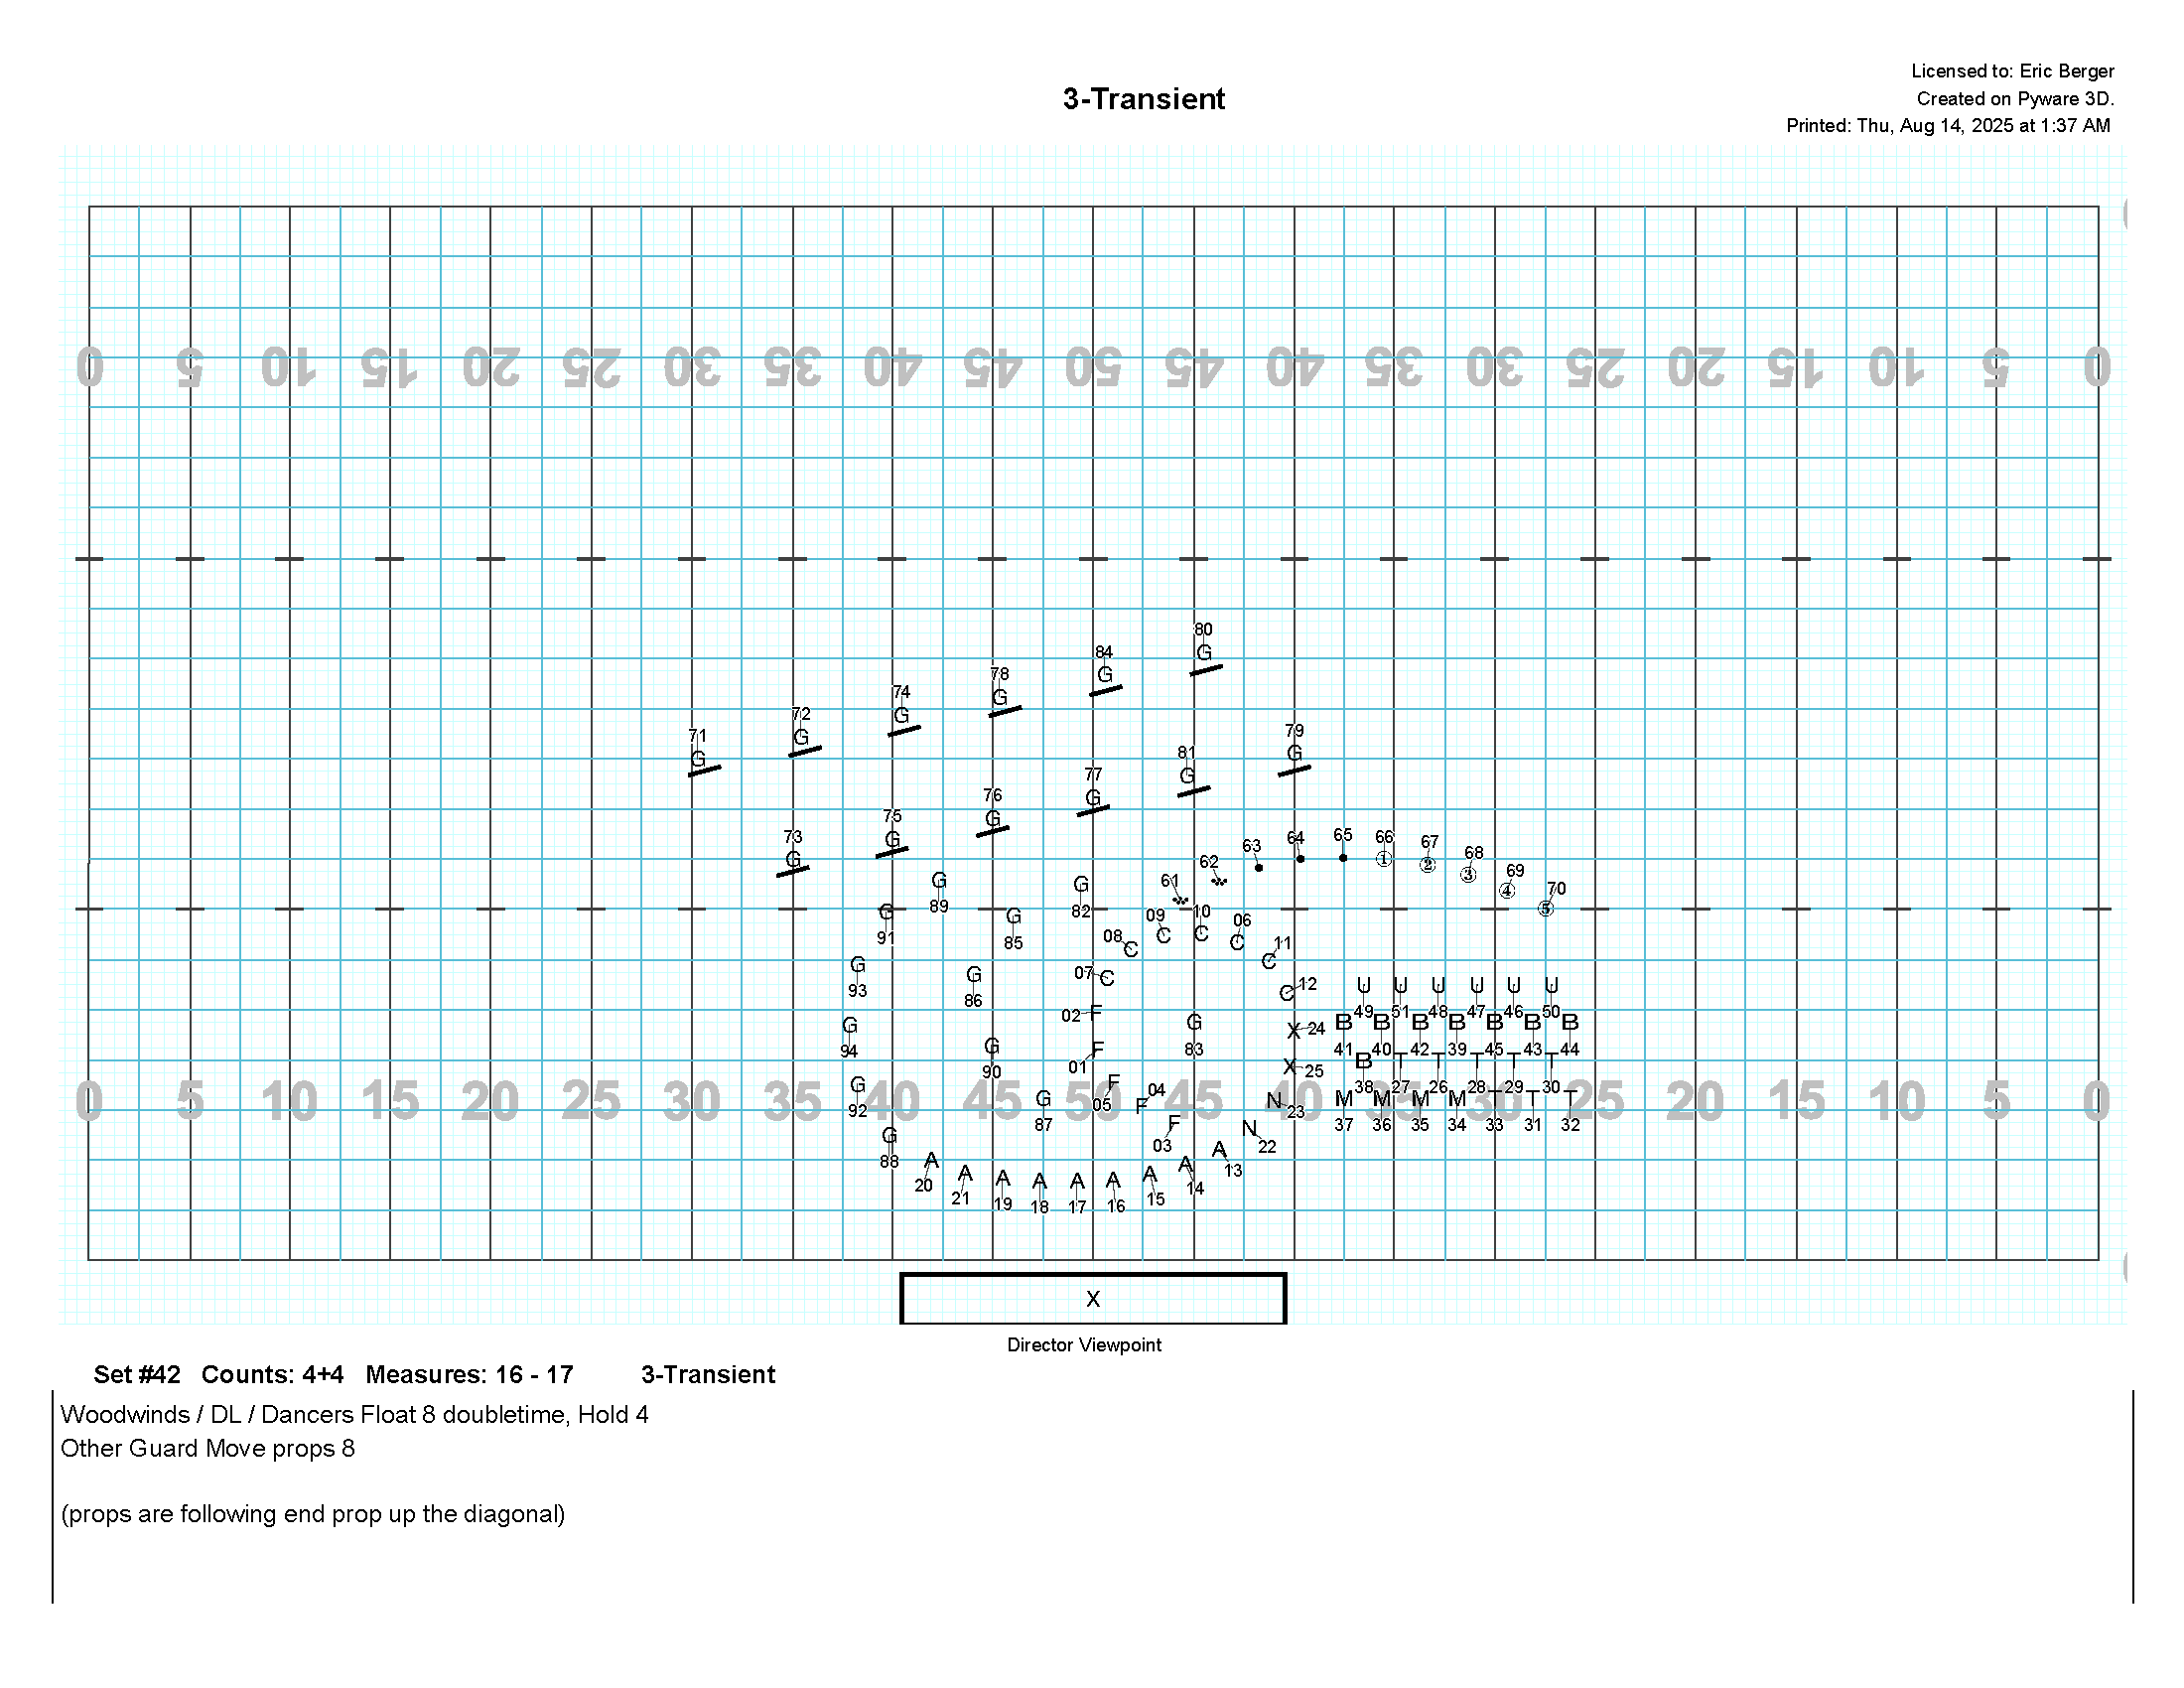 Licensed to: Eric Berger
3-Transient
Created on Pyware 3D.
Printed: Thu, Aug 14, 2025 at 1:37 AM
0 5 10 15 20 25 30 35 40 45 50 45 40 35 30 25 20 15 10 5 0
80
G
84
G
78
G
74
G
72
G
71
G
79
G
81
G
77
G
76
G
75
G
73
G
64 65 66 67 68 69 70
63
62
61
1 2 3 4 5
G
89
G
82
G
91
G
85
09 10 06 11
08 C C C C C
07 C
C 12
G
93
G
86
02 F
G
94
G
90
01 F
G
83
X 24
X 25
U U U U U U
49 51 48 47 46 50
B B B B B B B
41 40 42 39 45 43 44
B T T T T T
38 27 26 28 29 30
M M M M T T T
37 36 35 34 33 31 32
0 5 10 15 20 25 30 35 40 45 50 45 40 35 30 25 20 15 10 5 0
G
92
G
87
F
05
04
F
F
03
N 23
N
22
G
88
A A A A A A A A A
20 21 19 18 17 16 15 14 13
X
Director Viewpoint
Set #42 Counts: 4+4 Measures: 16 - 17 3-Transient
Woodwinds / DL / Dancers Float 8 doubletime, Hold 4
Other Guard Move props 8
(props are following end prop up the diagonal)